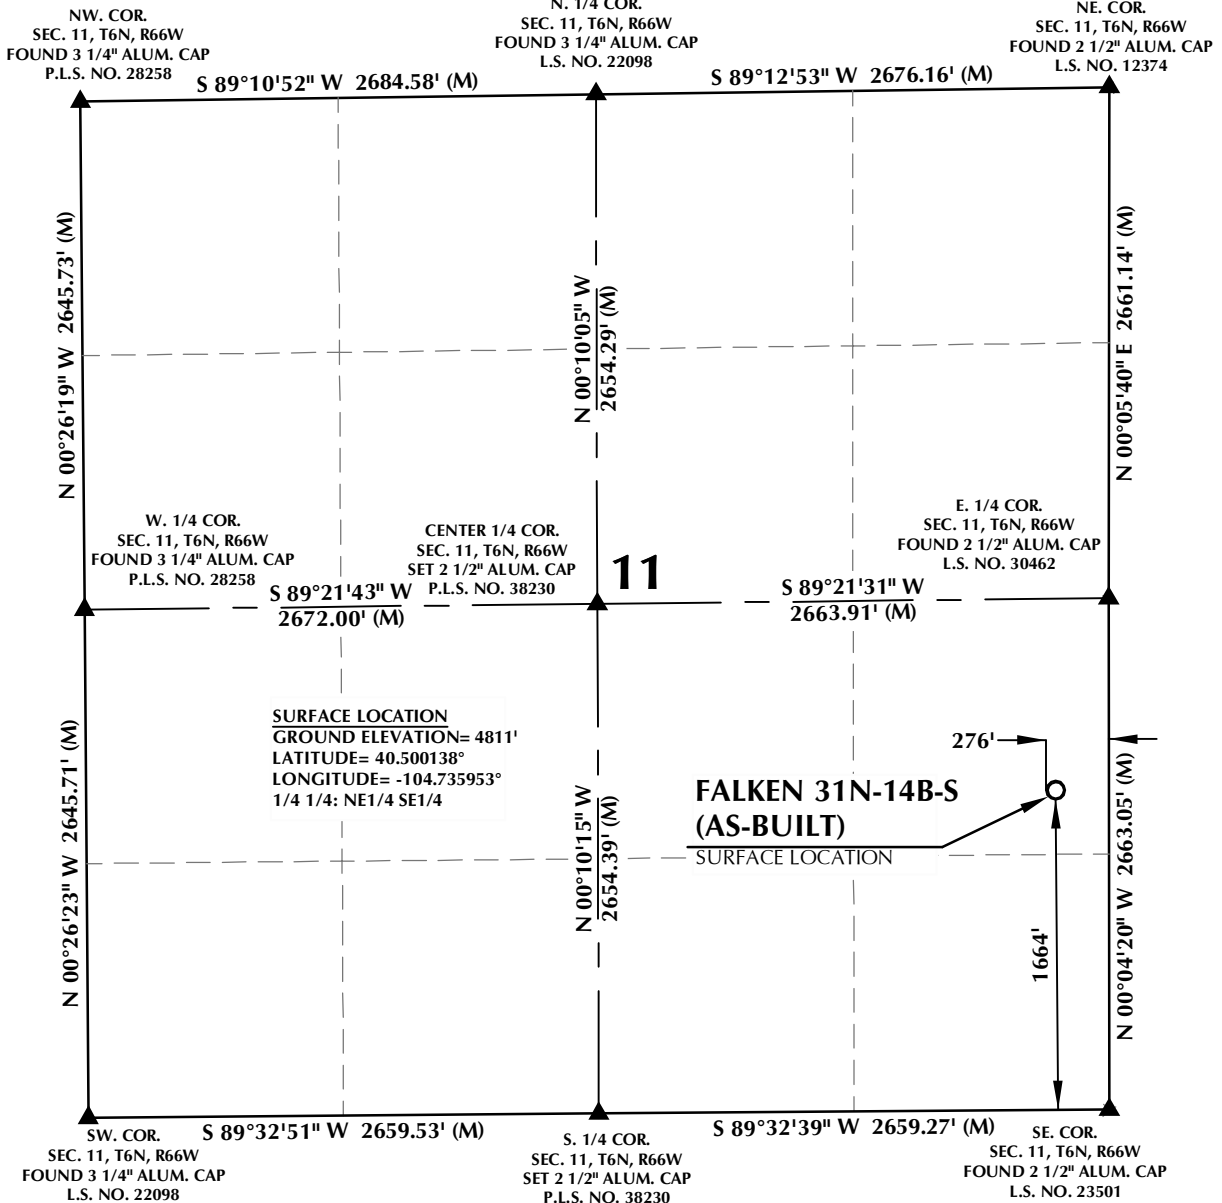 NW. COR.
SEC. 11, T6N, R66W
FOUND 3 1/4" ALUM. CAP
P.L.S. NO. 28258
N. 1/4 COR.
SEC. 11, T6N, R66W
FOUND 3 1/4" ALUM. CAP
L.S. NO. 22098
NE. COR.
SEC. 11, T6N, R66W
FOUND 2 1/2" ALUM. CAP
L.S. NO. 12374
S 89°10'52" W 2684.58' (M)
S 89°12'53" W 2676.16' (M)
N 00°26'19" W 2645.73' (M)
N 00°10'05" W
2654.29' (M)
N 00°05'40" E 2661.14' (M)
W. 1/4 COR.
SEC. 11, T6N, R66W
FOUND 3 1/4" ALUM. CAP
P.L.S. NO. 28258
CENTER 1/4 COR.
SEC. 11, T6N, R66W
SET 2 1/2" ALUM. CAP
P.L.S. NO. 38230
11
E. 1/4 COR.
SEC. 11, T6N, R66W
FOUND 2 1/2" ALUM. CAP
L.S. NO. 30462
S 89°21'43" W
2672.00' (M)
S 89°21'31" W
2663.91' (M)
SURFACE LOCATION
GROUND ELEVATION= 4811'
LATITUDE= 40.500138°
LONGITUDE= -104.735953°
1/4 1/4: NE1/4 SE1/4
276'
FALKEN 31N-14B-S
(AS-BUILT)
SURFACE LOCATION
N 00°26'23" W 2645.71' (M)
N 00°10'15" W
2654.39' (M)
1664'
N 00°04'20" W 2663.05' (M)
S 89°32'51" W 2659.53' (M)
S 89°32'39" W 2659.27' (M)
SW. COR.
SEC. 11, T6N, R66W
FOUND 3 1/4" ALUM. CAP
L.S. NO. 22098
S. 1/4 COR.
SEC. 11, T6N, R66W
SET 2 1/2" ALUM. CAP
P.L.S. NO. 38230
SE. COR.
SEC. 11, T6N, R66W
FOUND 2 1/2" ALUM. CAP
L.S. NO. 23501